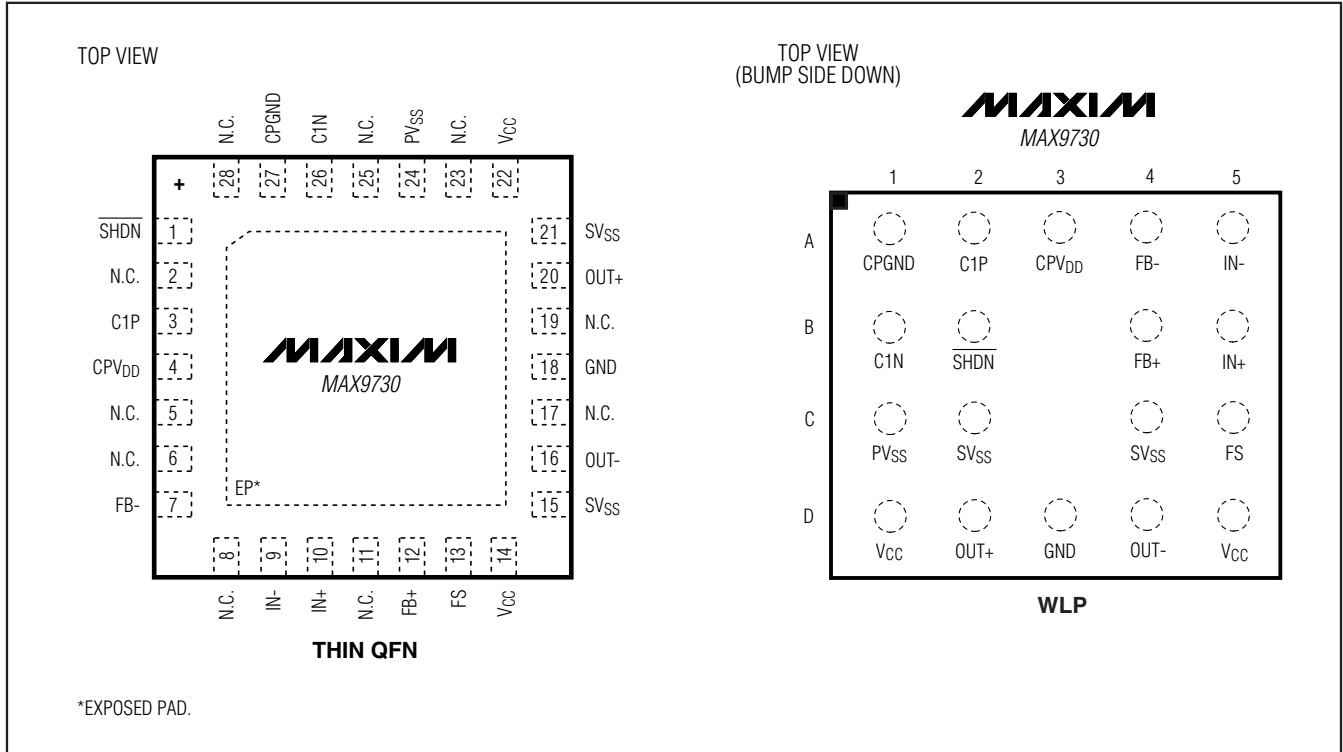 TOP VIEW
N.C.
CPGND
C1N
N.C.
PVSS
N.C.
VCC
+
28
27
26
25
24
23
22
SHDN 1
N.C. 2
C1P 3
CPVDD 4
N.C. 5
N.C. 6
FB- 7
MAXIM
MAX9730
EP*
21 SVSS
20 OUT+
19 N.C.
18 GND
17 N.C.
16 OUT-
15 SVSS
8
9
10
11
12
13
14
N.C.
IN-
IN+
N.C.
FB+
FS
VCC
THIN QFN
*EXPOSED PAD.
TOP VIEW
(BUMP SIDE DOWN)
MAXIM
MAX9730
1 2 3 4 5
A
CPGND C1P CPVDD FB- IN-
B
C1N SHDN FB+ IN+
C
PVSS SVSS SVSS FS
D
VCC OUT+ GND OUT- VCC
WLP